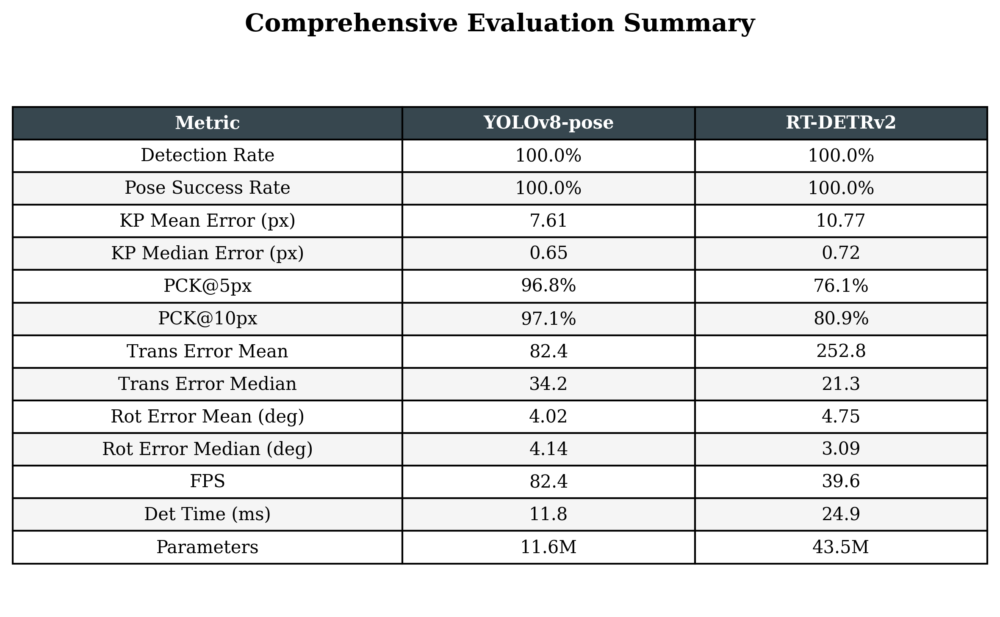 Comprehensive Evaluation Summary
Metric YOLOv8-pose RT-DETRv2
Detection Rate 100.0% 100.0%
Pose Success Rate 100.0% 100.0%
KP Mean Error (px) 7.61 10.77
KP Median Error (px) 0.65 0.72
PCK@5px 96.8% 76.1%
PCK@10px 97.1% 80.9%
Trans Error Mean 82.4 252.8
Trans Error Median 34.2 21.3
Rot Error Mean (deg) 4.02 4.75
Rot Error Median (deg) 4.14 3.09
FPS 82.4 39.6
Det Time (ms) 11.8 24.9
Parameters 11.6M 43.5M